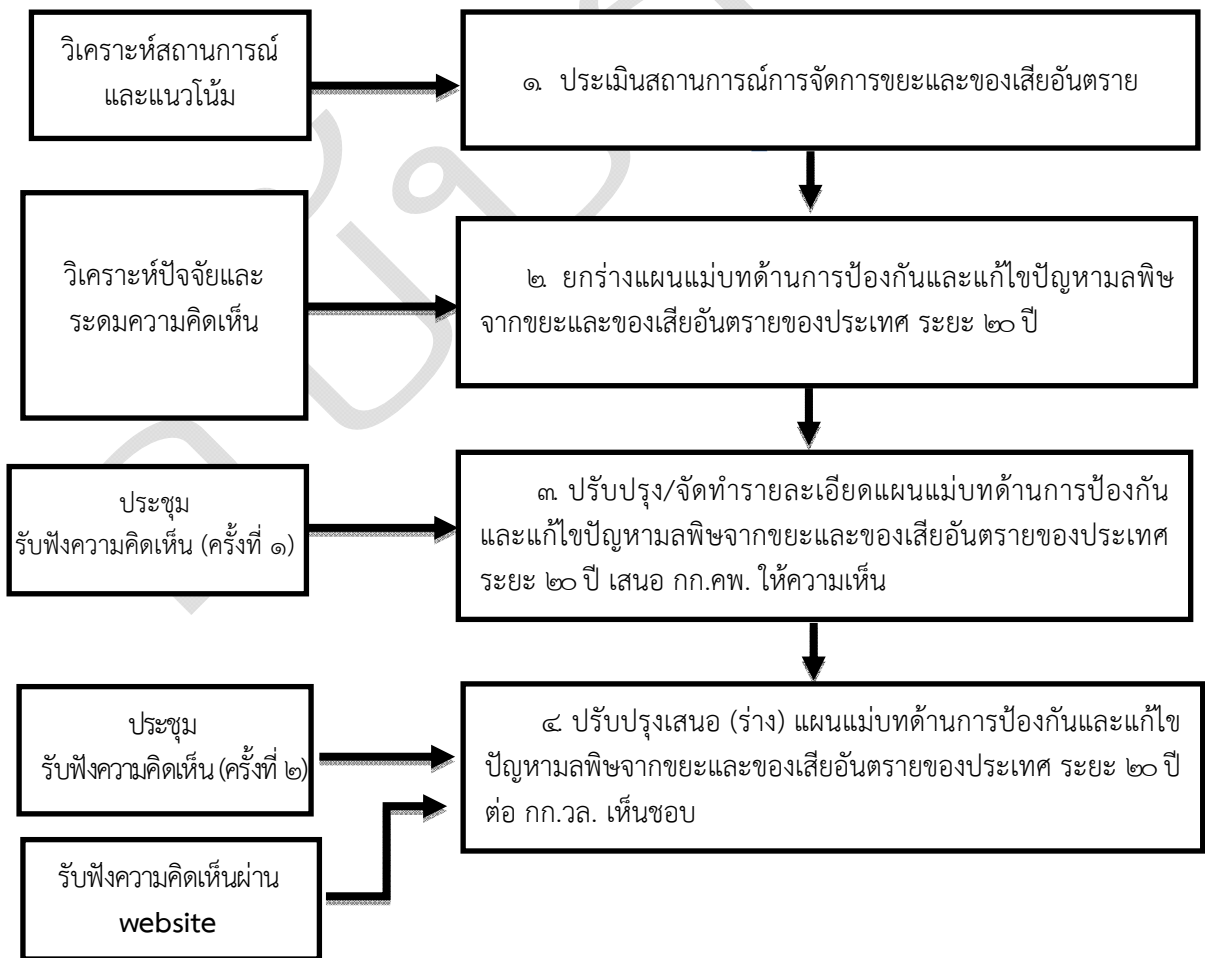 วิเคราะห์สถานการณ์
และแนวโน้ม
๑. ประเมินสถานการณ์การจัดการขยะและของเสียอันตราย
วิเคราะห์ปัจจัยและ
ระดมความคิดเห็น
๒. ยกร่างแผนแม่บทด้านการป้องกันและแก้ไขปัญหามลพิษ
จากขยะและของเสียอันตรายของประเทศ ระยะ ๒๐ ปี
ประชุม
รับฟังความคิดเห็น (ครั้งที่ ๑)
๓. ปรับปรุง/จัดทำรายละเอียดแผนแม่บทด้านการป้องกัน
และแก้ไขปัญหามลพิษจากขยะและของเสียอันตรายของประเทศ
ระยะ ๒๐ ปี เสนอ กก.คพ. ให้ความเห็น
ประชุม
รับฟังความคิดเห็น (ครั้งที่ ๒)
๔. ปรับปรุงเสนอ (ร่าง) แผนแม่บทด้านการป้องกันและแก้ไข
ปัญหามลพิษจากขยะและของเสียอันตรายของประเทศ ระยะ ๒๐ ปี
ต่อ กก.วล. เห็นชอบ
รับฟังความคิดเห็นผ่าน
website